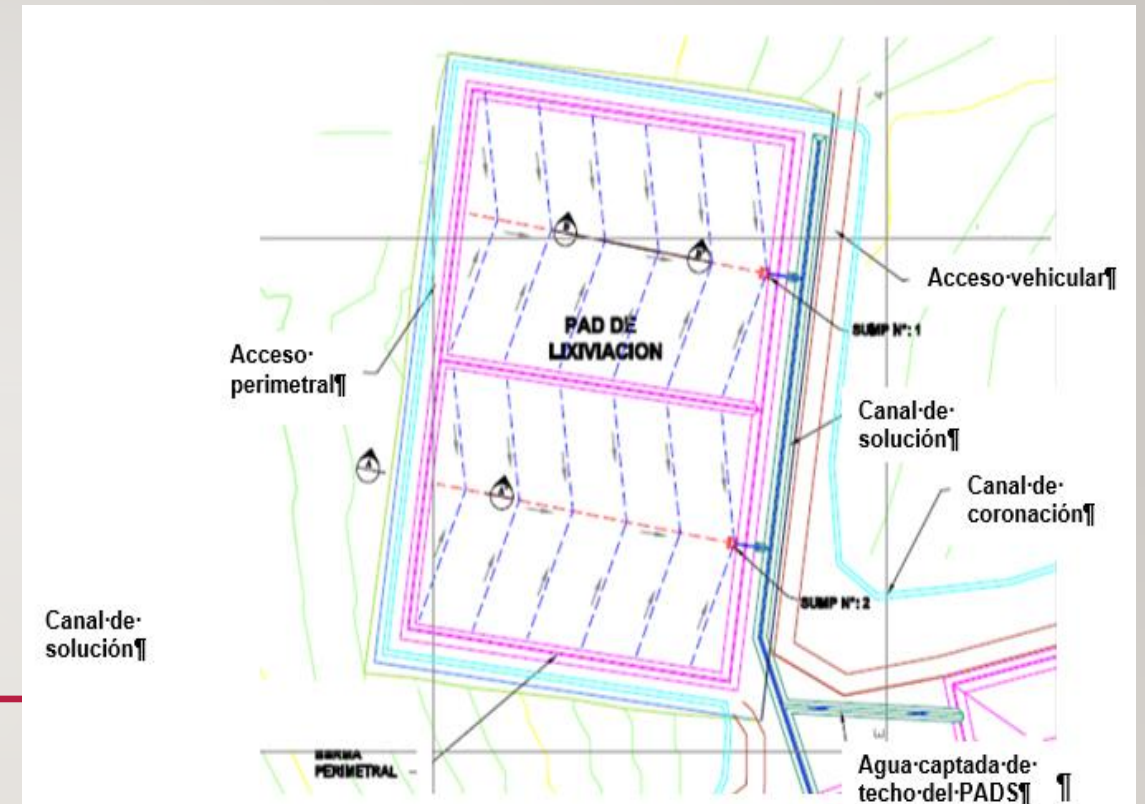 Acceso·vehicular¶
SUMP N°: 1
PAD DE
LIXIVIACION
Acceso·
perimetral¶
Canal·de·
solución¶
Canal·de·
coronación¶
SUMP N°: 2
Canal·de·
solución¶
BERMA
PERIMETRAL
Agua·captada·de·
techo·del·PADS¶ ¶